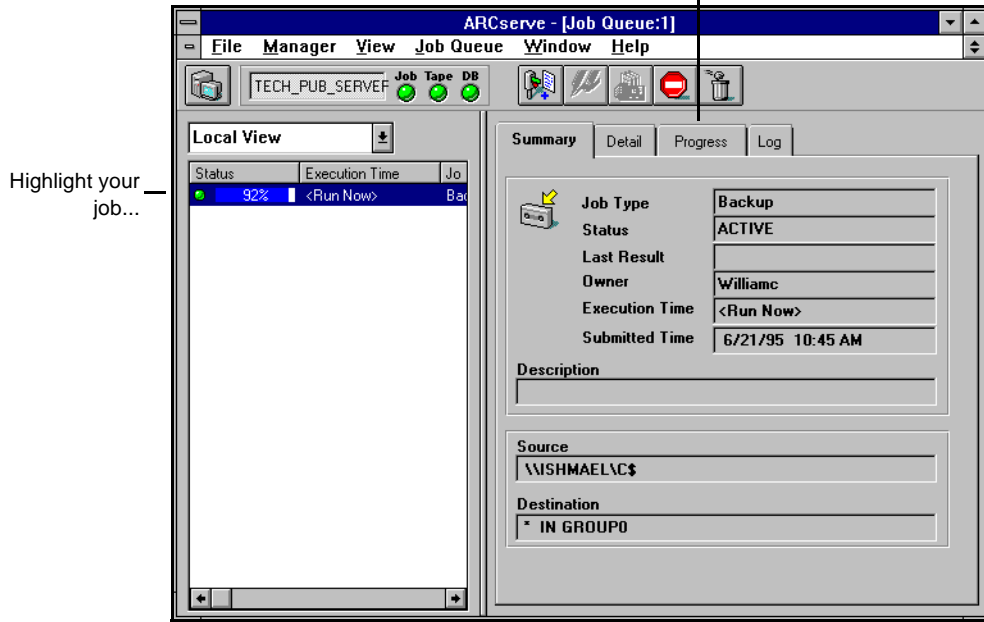 ARCserve - [Job Queue:1]
File Manager View Job Queue Window Help
TECH_PUB_SERVER Job Tape DB
Local View
Status Execution Time Jo
92% <Run Now> Bac
Highlight your
job...
Summary Detail Progress Log
Job Type Backup
Status ACTIVE
Last Result
Owner Williamc
Execution Time <Run Now>
Submitted Time 6/21/95 10:45 AM
Description
Source
\\ISHMAEL\C$
Destination
* IN GROUP0